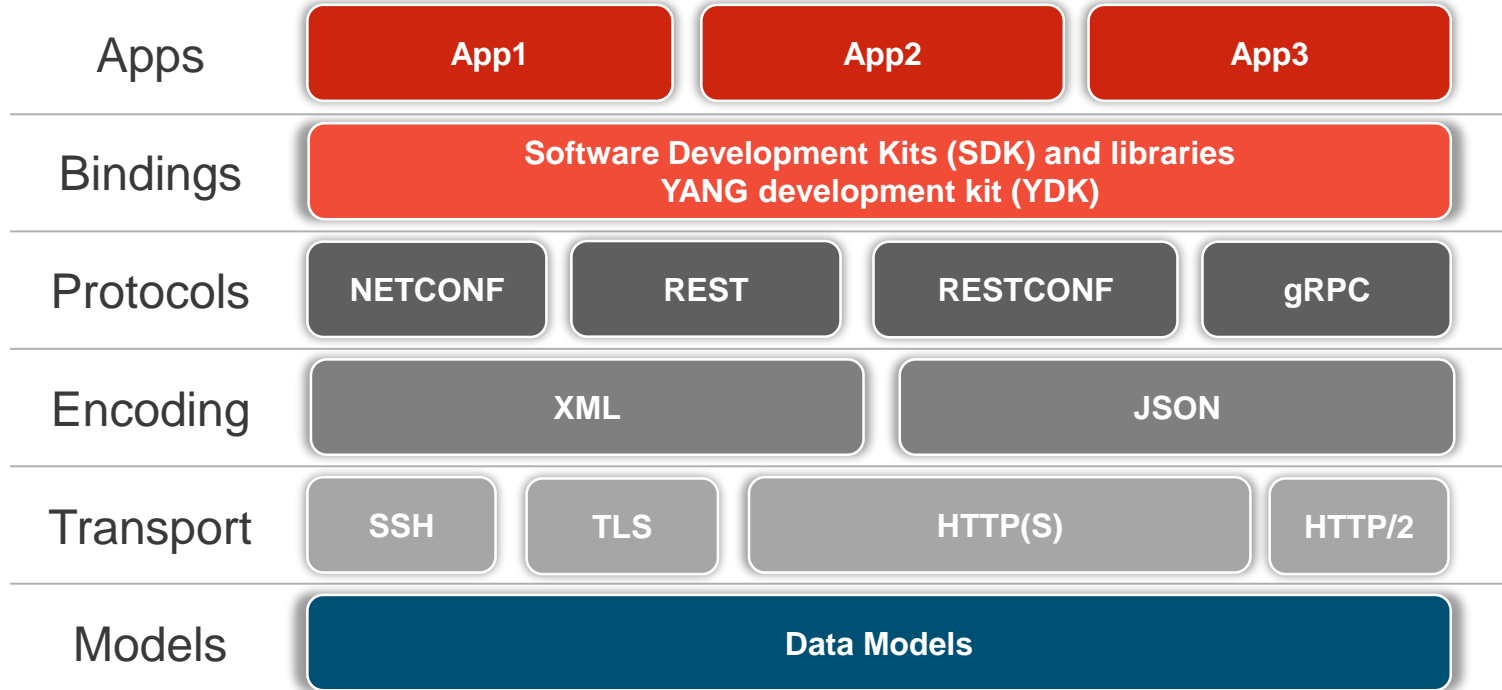 Apps
App1
App2
App3
Bindings
Software Development Kits (SDK) and libraries
YANG development kit (YDK)
Protocols
NETCONF
REST
RESTCONF
gRPC
Encoding
XML
JSON
Transport
SSH
TLS
HTTP(S)
HTTP/2
Models
Data Models